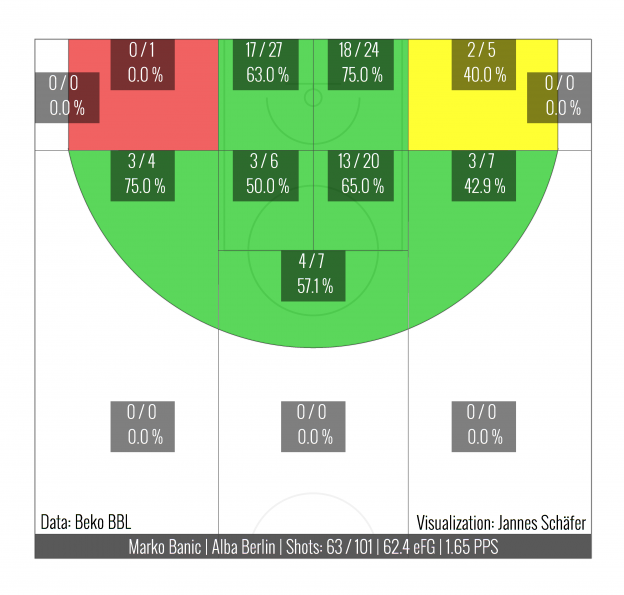 0 / 1
0.0 %
17 / 27
63.0 %
18 / 24
75.0 %
2 / 5
40.0 %
0 / 0
0.0 %
0 / 0
0.0 %
3 / 4
75.0 %
3 / 6
50.0 %
13 / 20
65.0 %
3 / 7
42.9 %
4 / 7
57.1 %
0 / 0
0.0 %
0 / 0
0.0 %
0 / 0
0.0 %
Data: Beko BBL
Visualization: Jannes Schäfer
Marko Banic | Alba Berlin | Shots: 63 / 101 | 62.4 eFG | 1.65 PPS